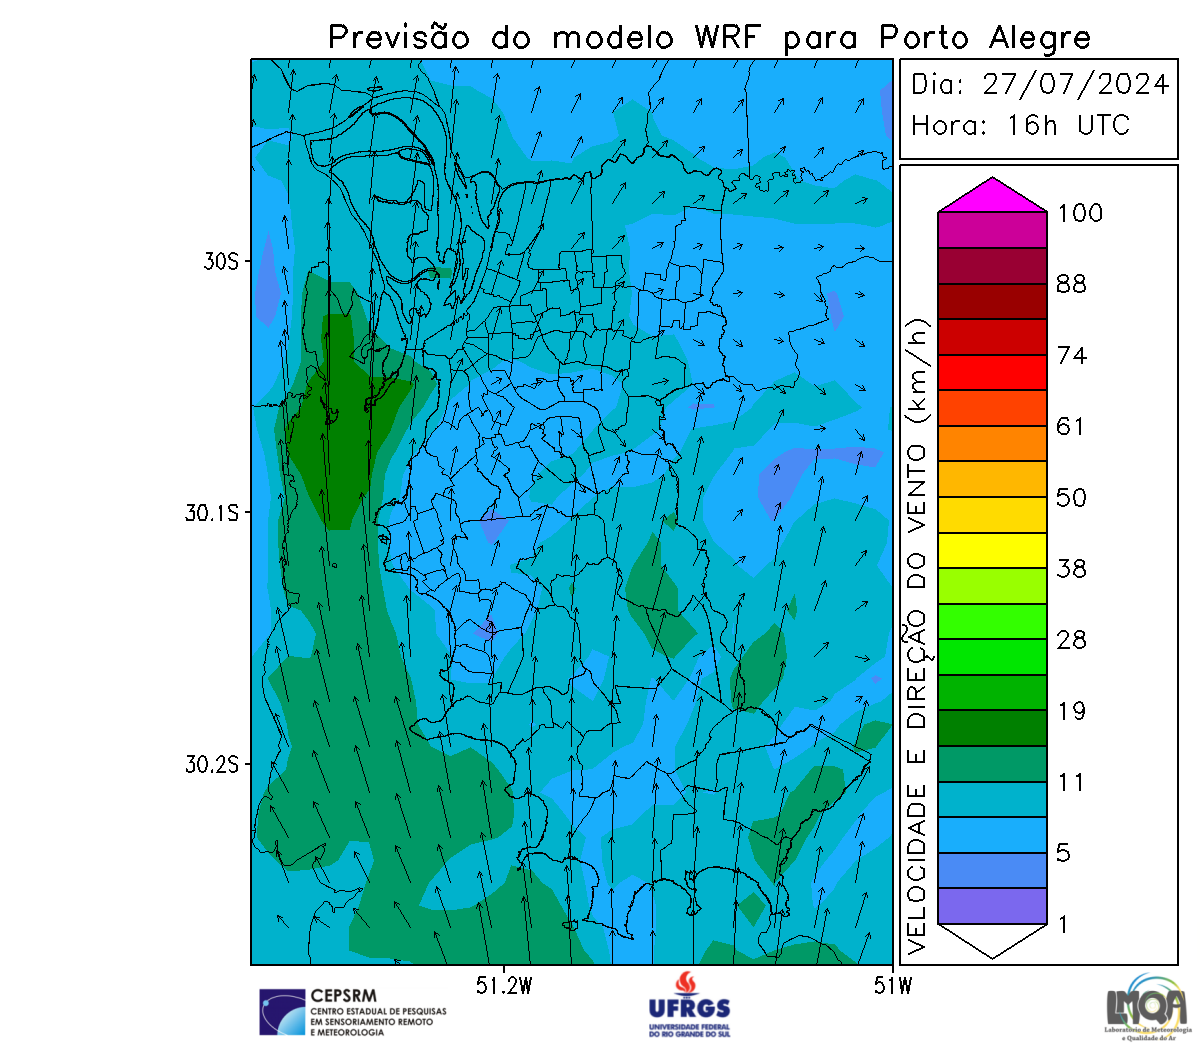 Previsão do modelo WRF para Porto Alegre
Dia: 27/07/2024
Hora: 16h UTC
100
88
74
61
50
38
28
19
11
5
1
VELOCIDADE E DIREÇÃO DO VENTO (km/h)
30S
30.1S
30.2S
51.2W
51W
CEPSRM
CENTRO ESTADUAL DE PESQUISAS
EM SENSORIAMENTO REMOTO
E METEOROLOGIA
UFRGS
UNIVERSIDADE FEDERAL
DO RIO GRANDE DO SUL
LMQA
Laboratório de Meteorologia
e Qualidade do Ar